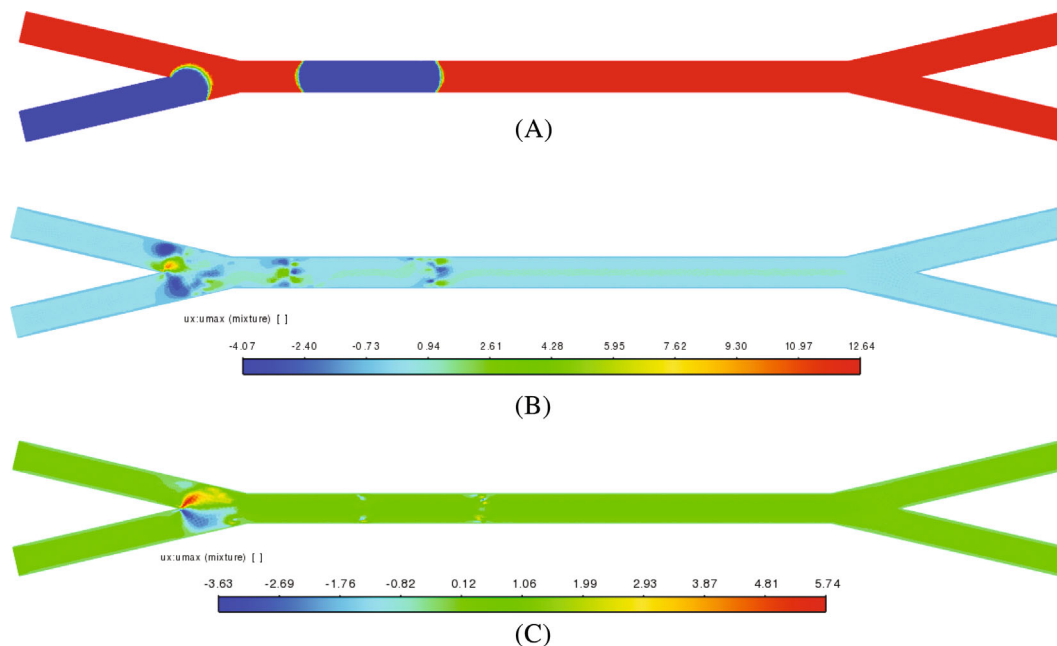 (A)
ux:umax (mixture) [ ]
-4.07 -2.40 -0.73 0.94 2.61 4.28 5.95 7.62 9.30 10.97 12.64
(B)
ux:umax (mixture) [ ]
-3.63 -2.69 -1.76 -0.82 0.12 1.06 1.99 2.93 3.87 4.81 5.74
(C)